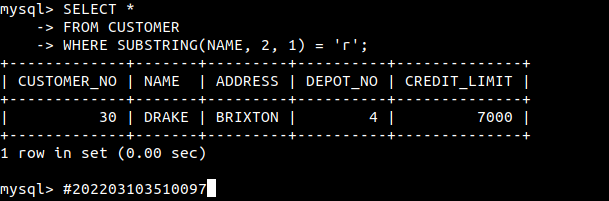 mysql> SELECT *
    -> FROM CUSTOMER
    -> WHERE SUBSTRING(NAME, 2, 1) = 'r';
+-------------+-------+---------+----------+--------------+
| CUSTOMER_NO | NAME  | ADDRESS | DEPOT_NO | CREDIT_LIMIT |
+-------------+-------+---------+----------+--------------+
|          30 | DRAKE | BRIXTON |        4 |         7000 |
+-------------+-------+---------+----------+--------------+
1 row in set (0.00 sec)
mysql> #202203103510097